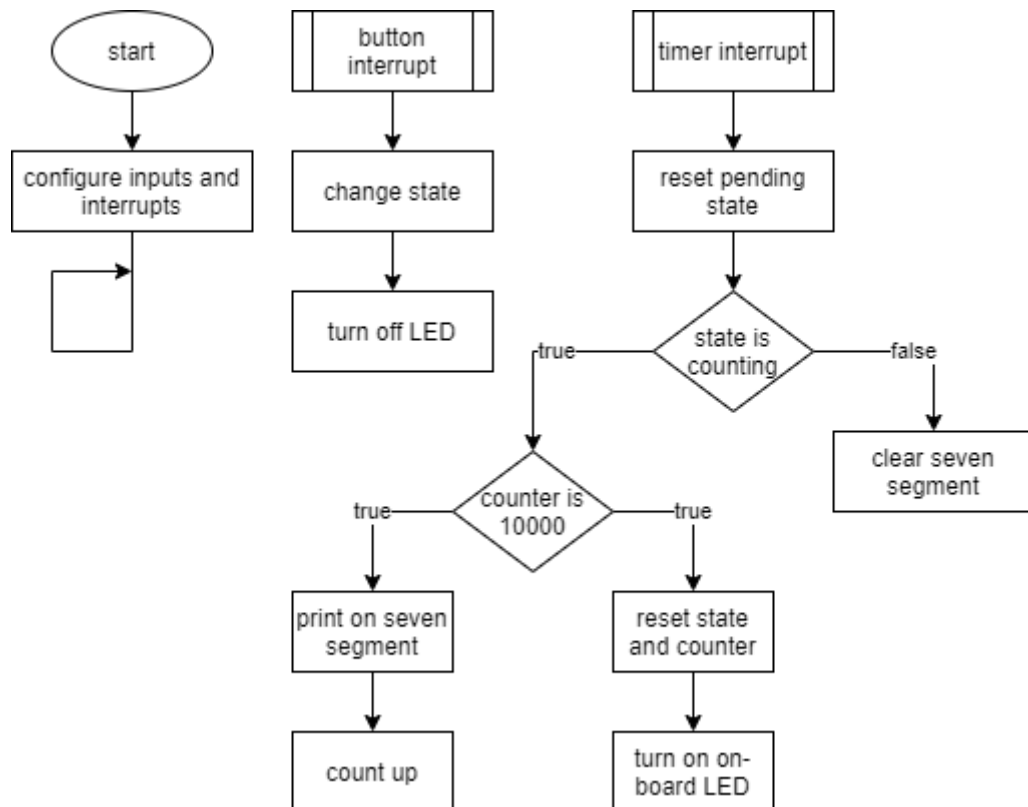 start
button
interrupt
timer interrupt
configure inputs and
interrupts
change state
reset pending
state
turn off LED
true
state is
counting
false
clear seven
segment
true
counter is
10000
true
print on seven
segment
reset state
and counter
count up
turn on on-
board LED